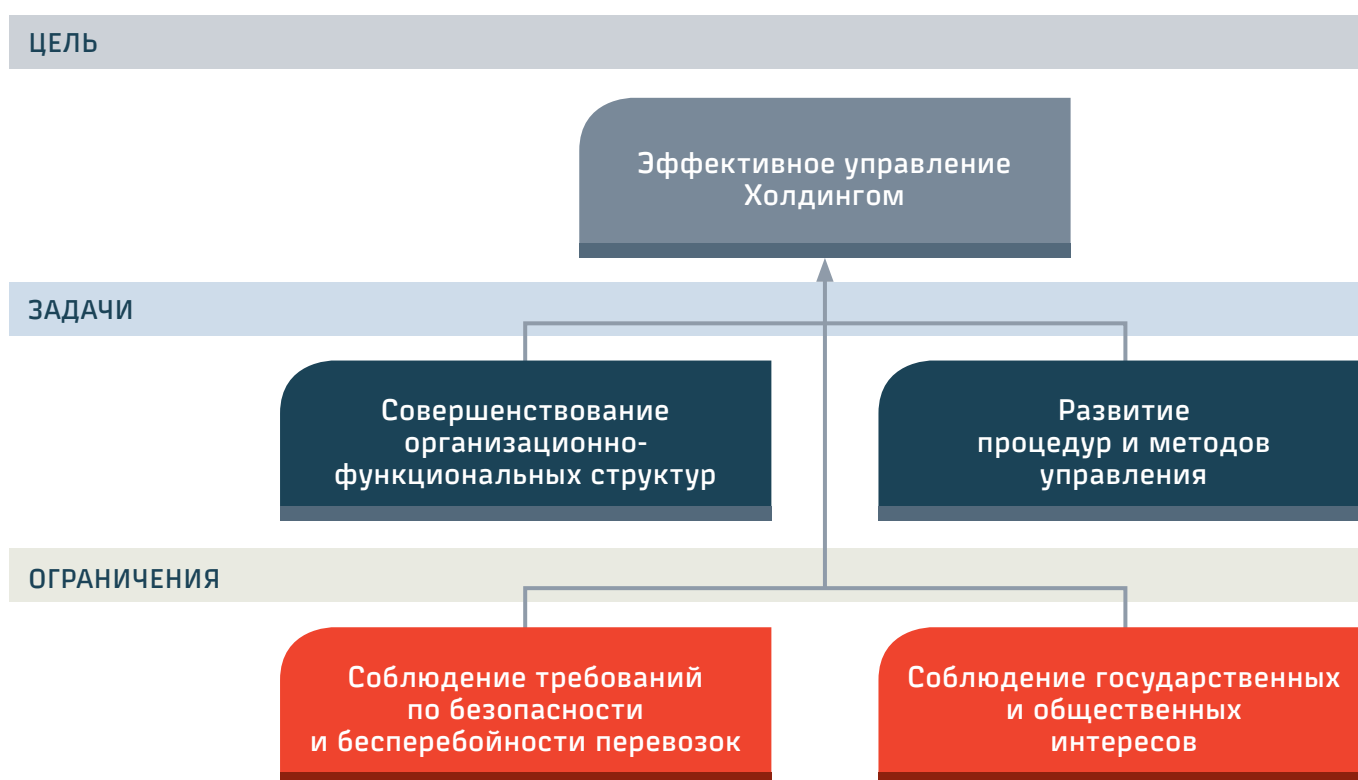 ЦЕЛЬ
Эффективное управление
Холдингом
ЗАДАЧИ
Совершенствование
организационно-
функциональных структур
Развитие
процедур и методов
управления
ОГРАНИЧЕНИЯ
Соблюдение требований
по безопасности
и бесперебойности перевозок
Соблюдение государственных
и общественных
интересов